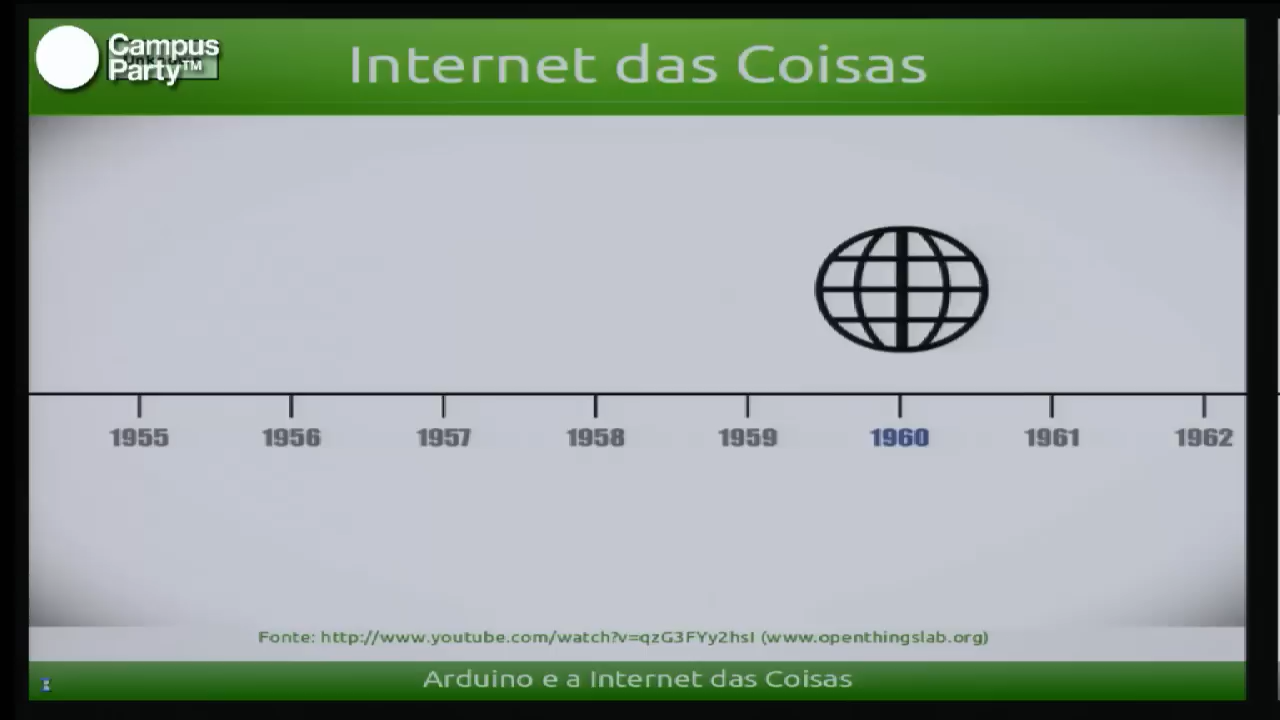 Campus
Party™
Internet das Coisas
1955 1956 1957 1958 1959 1960 1961 1962
Fonte: http://www.youtube.com/watch?v=qzG3FYy2hsI (www.openthingslab.org)
Arduino e a Internet das Coisas